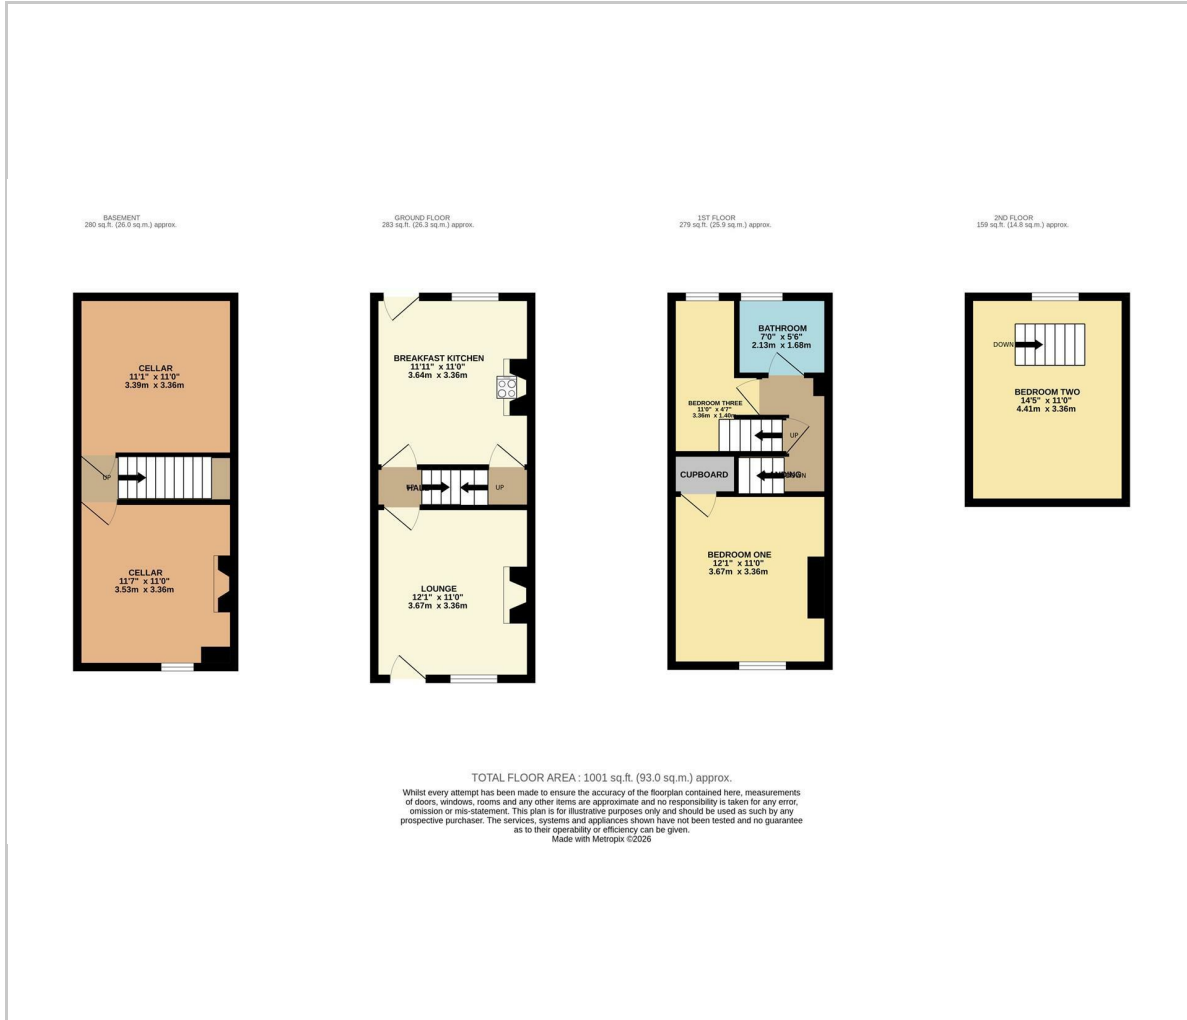 BASEMENT
280 sq.ft. (26.0 sq.m.) approx.
CELLAR
11'1" x 11'0"
3.39m x 3.36m
UP
CELLAR
11'7" x 11'0"
3.53m x 3.36m
GROUND FLOOR
283 sq.ft. (26.3 sq.m.) approx.
BREAKFAST KITCHEN
11'11" x 11'0"
3.64m x 3.36m
UP
LOUNGE
12'1" x 11'0"
3.67m x 3.36m
1ST FLOOR
279 sq.ft. (25.9 sq.m.) approx.
BATHROOM
7'0" x 5'6"
2.13m x 1.68m
BEDROOM THREE
11'0" x 4'7"
3.36m x 1.40m
UP
CUPBOARD
BEDROOM ONE
12'1" x 11'0"
3.67m x 3.36m
2ND FLOOR
159 sq.ft. (14.8 sq.m.) approx.
DOWN
BEDROOM TWO
14'5" x 11'0"
4.41m x 3.36m
TOTAL FLOOR AREA : 1001 sq.ft. (93.0 sq.m.) approx.
Whilst every attempt has been made to ensure the accuracy of the floorplan contained here, measurements
of doors, windows, rooms and any other items are approximate and no responsibility is taken for any error,
omission or mis-statement. This plan is for illustrative purposes only and should be used as such by any
prospective purchaser. The services, systems and appliances shown have not been tested and no guarantee
as to their operability or efficiency can be given.
Made with Metropix ©2026